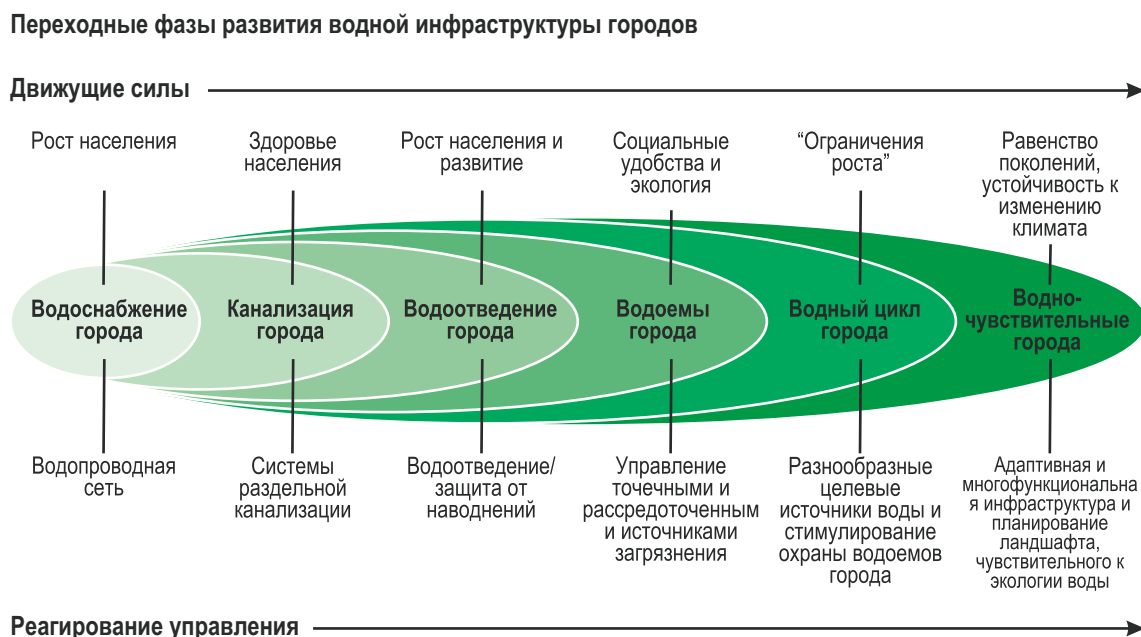 Переходные фазы развития водной инфраструктуры городов
Движущие силы
Рост населения
Здоровье
населения
Рост населения и
развитие
Социальные
удобства и
экология
“Ограничения
роста”
Равенство
поколений,
устойчивость к
изменению
климата
Водоснабжение
города
Канализация
города
Водоотведение
города
Водоемы
города
Водный цикл
города
Водно-
чувствительные
города
Водопроводная
сеть
Системы
раздельной
канализации
Водоотведение/
защита от
наводнений
Управление
точечными и
рассредоточенным
и источниками
загрязнения
Разнообразные
целевые
источники воды и
стимулирование
охраны водоемов
города
Адаптивная и
многофункциональна
я инфраструктура и
планирование
ландшафта,
чувствительного к
экологии воды
Реагирование управления